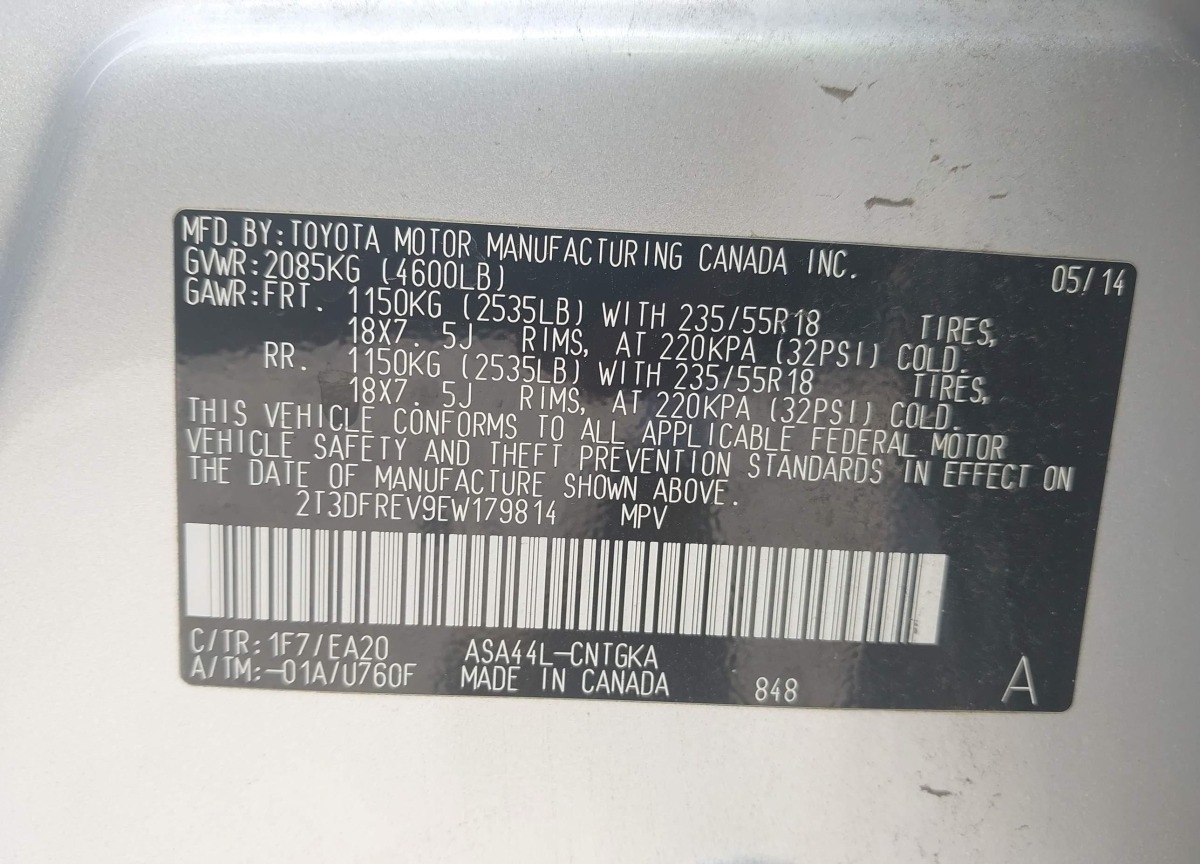 MFD.BY:TOYOTA MOTOR MANUFACTURING CANADA INC. 05/14
GVWR:2085KG (4600LB)
GAWR:FRT. 1150KG (2535LB) WITH 235/55R18 TIRES,
18X7. 5J RIMS, AT 220KPA (32PSI) COLD.
RR. 1150KG (2535LB) WITH 235/55R18 TIRES,
18X7. 5J RIMS, AT 220KPA (32PSI) COLD.
THIS VEHICLE CONFORMS TO ALL APPLICABLE FEDERAL MOTOR
VEHICLE SAFETY AND THEFT PREVENTION STANDARDS IN EFFECT ON
THE DATE OF MANUFACTURE SHOWN ABOVE.
2T3DFREV9EW179814 MPV
C/TR:1F7/EA20 ASA44L-CNTGKA
A/TM:-01A/U760F MADE IN CANADA 848 A